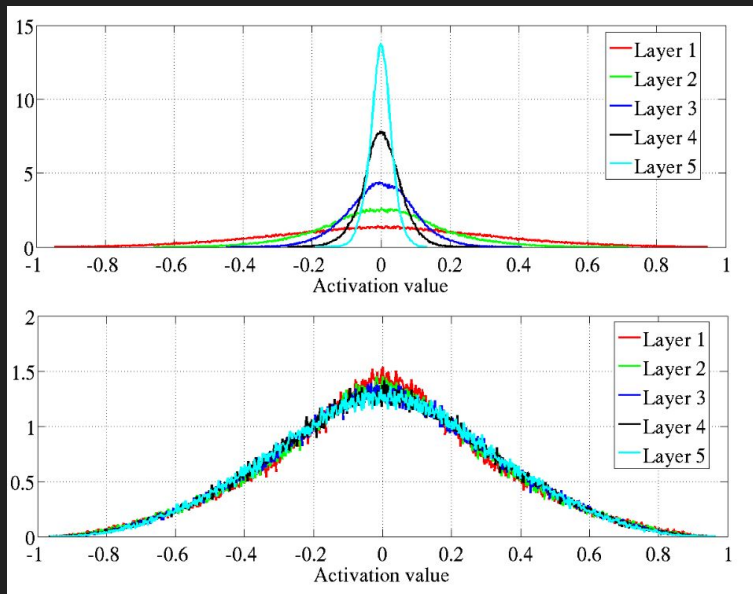 15
10
5
0
Layer 1
Layer 2
Layer 3
Layer 4
Layer 5
-1 -0.8 -0.6 -0.4 -0.2 0 0.2 0.4 0.6 0.8 1
Activation value
2
1.5
1
0.5
0
Layer 1
Layer 2
Layer 3
Layer 4
Layer 5
-1 -0.8 -0.6 -0.4 -0.2 0 0.2 0.4 0.6 0.8 1
Activation value